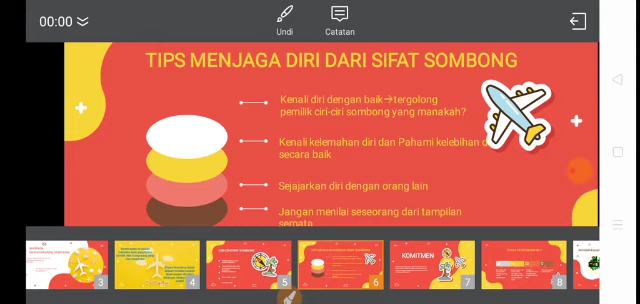 00:00
Undi
Catatan
TIPS MENJAGA DIRI DARI SIFAT SOMBONG
Kenali diri dengan baik→tergolong
pemilik ciri-ciri sombong yang manakah?
Kenali kelemahan diri dan Pahami kelebihan
secara baik
Sejajarkan diri dengan orang lain
Jangan menilai seseorang dari tampilan
semata
3
4
5
6
KOMITMEN
7
8